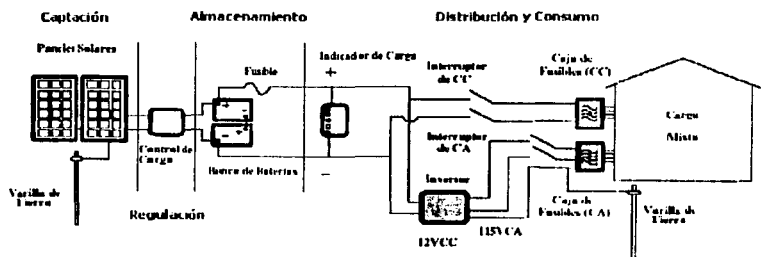 Captación
Almacenamiento
Distribución y Consumo
Paneles Solares
Fusible
Indicador de Carga
+
Interruptor
de CC
Caja de
Fusibles (CC)
Carga
Mixta
Interruptor
de CA
Control de
Carga
Banco de Baterias
–
Inversor
Varilla de
Tierra
Regulación
12VCC
115VCA
Caja de
Fusibles (CA)
Varilla de
Tierra